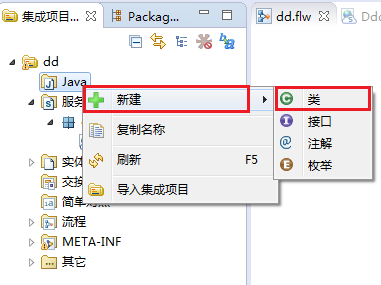 集成项目... Packag... dd.flw Ddd
dd
Java
服务
新建 类
接口
复制名称 注解
刷新 F5 枚举
实体
导入集成项目
交换
简单对象
流程
META-INF
其它